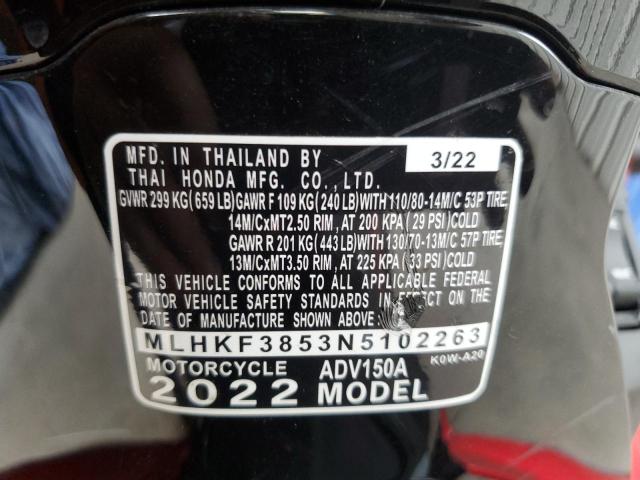 MFD. IN THAILAND BY 3/22
THAI HONDA MFG. CO., LTD.
GVWR 299 KG(659 LB)GAWR F 109 KG(240 LB)WITH 110/80-14M/C 53P TIRE,
14M/CxMT2.50 RIM, AT 200 KPA (29 PSI)COLD
GAWR R 201 KG(443 LB)WITH 130/70-13M/C 57P TIRE,
13M/CxMT3.50 RIM, AT 225 KPA (33 PSI)COLD
THIS VEHICLE CONFORMS TO ALL APPLICABLE FEDERAL
MOTOR VEHICLE SAFETY STANDARDS IN EFFECT ON THE
DATE OF MANUFACTURE SHOWN ABOVE.
MLHKF3853N5102263
K0W-A20
MOTORCYCLE ADV150A
2022 MODEL